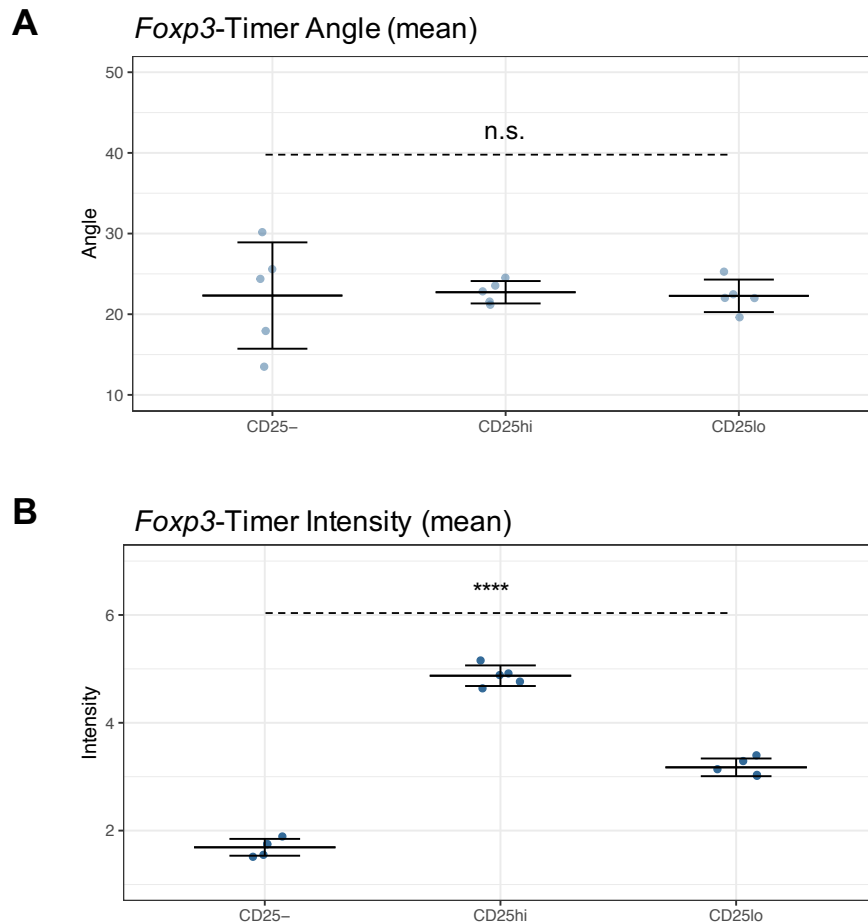 A
Foxp3-Timer Angle (mean)
50
n.s.
40
30
20
10
Angle
CD25–
CD25hi
CD25lo
B
Foxp3-Timer Intensity (mean)
****
6
4
2
Intensity
CD25–
CD25hi
CD25lo